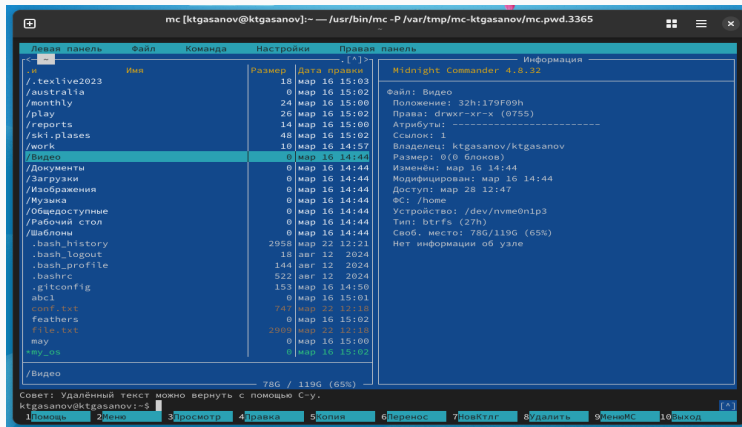 mc [ktgasanov@ktgasanov]:~ — /usr/bin/mc -P /var/tmp/mc-ktgasanov/mc.pwd.3365
Левая панель Файл Команда Настройки Правая панель
<— ~ .[^]>
.и Имя Размер Дата правки
/.texlive2023 18 мар 16 15:03
/australia 0 мар 16 15:02
/monthly 24 мар 16 15:00
/play 26 мар 16 15:02
/reports 14 мар 16 15:00
/ski.plases 48 мар 16 15:02
/work 10 мар 16 14:57
/Видео 0 мар 16 14:44
/Документы 0 мар 16 14:44
/Загрузки 0 мар 16 14:44
/Изображения 0 мар 16 14:44
/Музыка 0 мар 16 14:44
/Общедоступные 0 мар 16 14:44
/Рабочий стол 0 мар 16 14:44
/Шаблоны 0 мар 16 14:44
.bash_history 2958 мар 22 12:21
.bash_logout 18 авг 12 2024
.bash_profile 144 авг 12 2024
.bashrc 522 авг 12 2024
.gitconfig 153 мар 16 14:50
abc1 0 мар 16 15:01
conf.txt 747 мар 22 12:18
feathers 0 мар 16 15:02
file.txt 2909 мар 22 12:18
may 0 мар 16 15:00
*my_os 0 мар 16 15:02
/Видео
78G / 119G (65%)
Информация
Midnight Commander 4.8.32
Файл: Видео
Положение: 32h:179F09h
Права: drwxr-xr-x (0755)
Атрибуты: -------------------------
Ссылок: 1
Владелец: ktgasanov/ktgasanov
Размер: 0(0 блоков)
Изменён: мар 16 14:44
Модифицирован: мар 16 14:44
Доступ: мар 28 12:47
ФС: /home
Устройство: /dev/nvme0n1p3
Тип: btrfs (27h)
Своб. место: 78G/119G (65%)
Нет информации об узле
Совет: Удалённый текст можно вернуть с помощью C-y.
ktgasanov@ktgasanov:~$ [^]
1Помощь 2Меню 3Просмотр 4Правка 5Копия 6Перенос 7НовКтлг 8Удалить 9МенюMC 10Выход